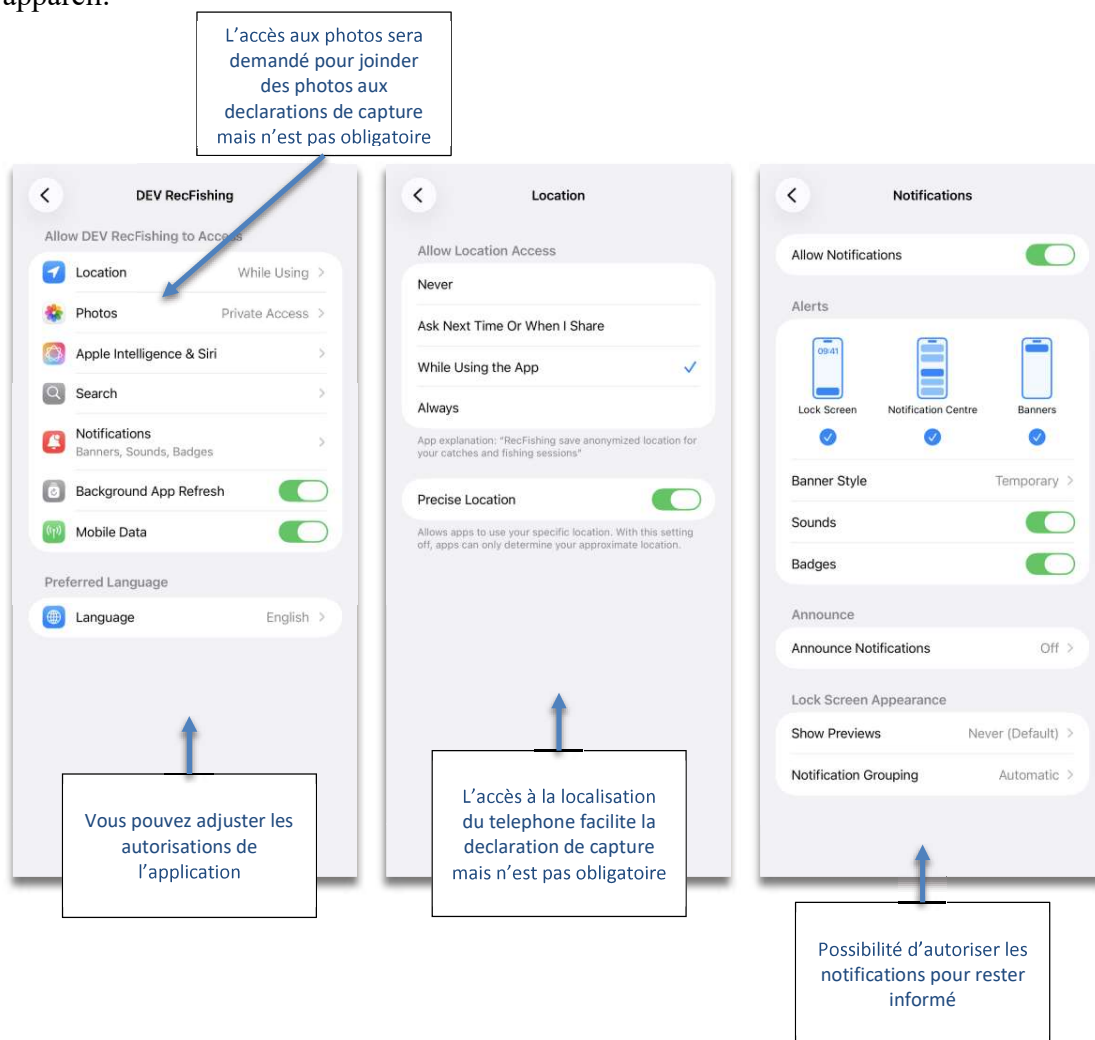 appareil.
L'accès aux photos sera
demandé pour joinder
des photos aux
declarations de capture
mais n'est pas obligatoire
DEV RecFishing
Allow DEV RecFishing to Access
Location While Using
Photos Private Access
Apple Intelligence & Siri
Search
Notifications
Banners, Sounds, Badges
Background App Refresh
Mobile Data
Preferred Language
Language English
Vous pouvez adjuster les
autorisations de
l'application
Location
Allow Location Access
Never
Ask Next Time Or When I Share
While Using the App
Always
App explanation: "RecFishing save anonymized location for
your catches and fishing sessions"
Precise Location
Allows apps to use your specific location. With this setting
off, apps can only determine your approximate location.
L'accès à la localisation
du telephone facilite la
declaration de capture
mais n'est pas obligatoire
Notifications
Allow Notifications
Alerts
09:41
Lock Screen Notification Centre Banners
Banner Style Temporary
Sounds
Badges
Announce
Announce Notifications Off
Lock Screen Appearance
Show Previews Never (Default)
Notification Grouping Automatic
Possibilité d'autoriser les
notifications pour rester
informé